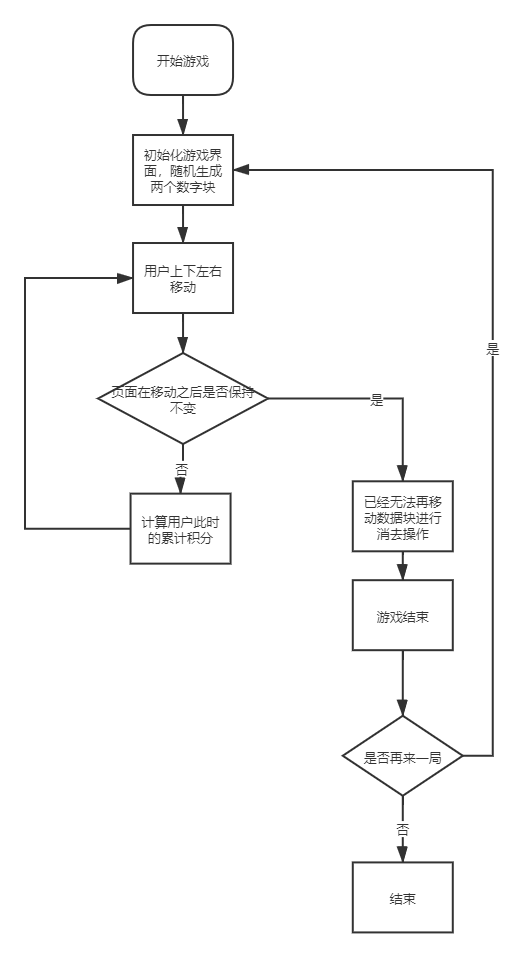 开始游戏
初始化游戏界
面，随机生成
两个数字块
用户上下左右
移动
是
页面在移动之后是否保持
不变
是
否
已经无法再移
动数据块进行
消去操作
计算用户此时
的累计积分
游戏结束
是否再来一局
否
结束